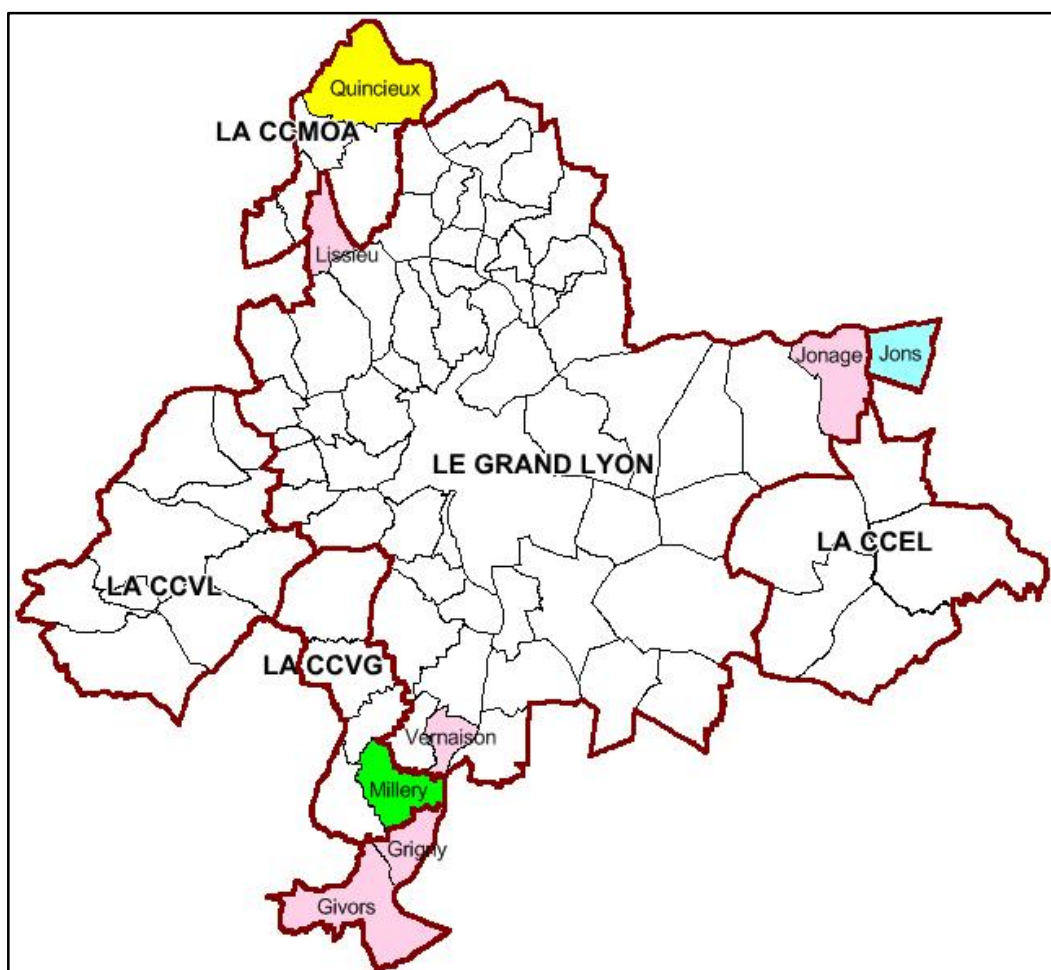 Quincieux
LA CCMOA
Lissieu
Jonage
Jons
LE GRAND LYON
LA CCEL
LA CCVL
LA CCVG
Vernaison
Millery
Grigny
Givors